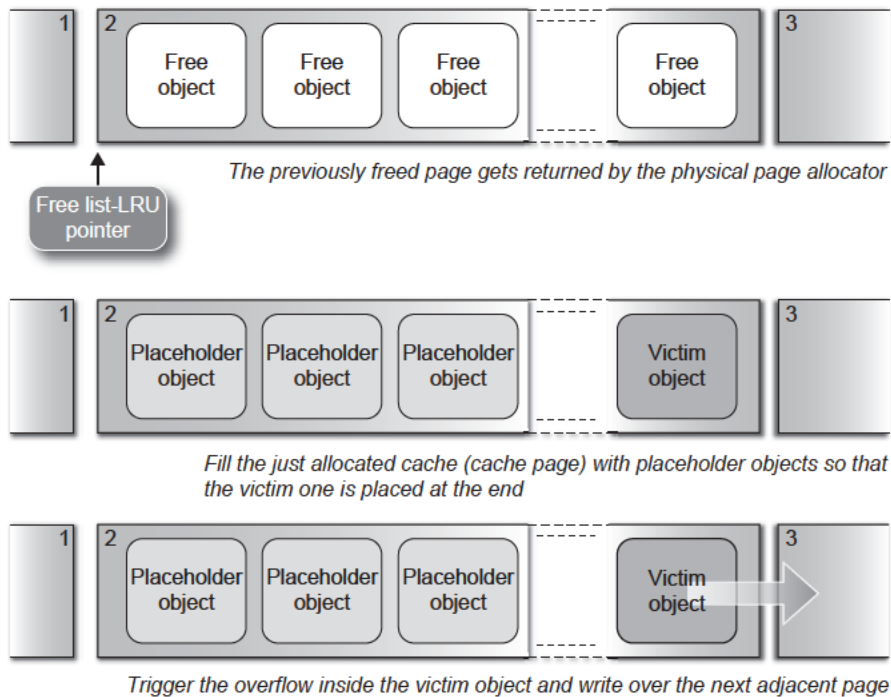 1
2
3
Free
object
Free
object
Free
object
Free
object
The previously freed page gets returned by the physical page allocator
Free list-LRU
pointer
1
2
3
Placeholder
object
Placeholder
object
Placeholder
object
Victim
object
Fill the just allocated cache (cache page) with placeholder objects so that
the victim one is placed at the end
1
2
3
Placeholder
object
Placeholder
object
Placeholder
object
Victim
object
Trigger the overflow inside the victim object and write over the next adjacent page